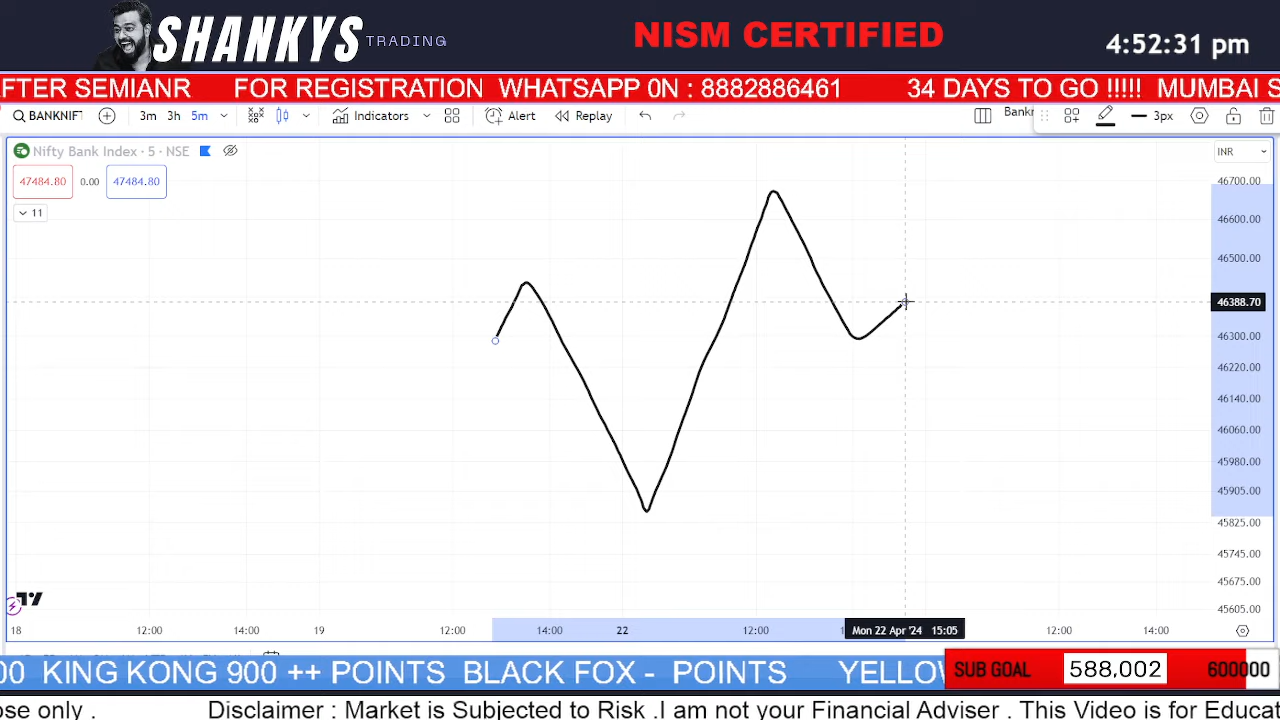 SHANKYS TRADING
NISM CERTIFIED
4:52:31 pm
AFTER SEMIANR FOR REGISTRATION WHATSAPP 0N : 8882886461 34 DAYS TO GO !!!!! MUMBAI S
BANKNIFT 3m 3h 5m Indicators Alert Replay Bankr 3px
Nifty Bank Index · 5 · NSE
INR
47484.80 0.00 47484.80
11
46700.00
46600.00
46500.00
46388.70
46300.00
46220.00
46140.00
46060.00
45980.00
45905.00
45825.00
45745.00
45675.00
45605.00
18 12:00 14:00 19 12:00 14:00 22 12:00 Mon 22 Apr '24 15:05 12:00 14:00
00 KING KONG 900 ++ POINTS BLACK FOX - POINTS YELLOW
SUB GOAL 588,002 600000
ose only . Disclaimer : Market is Subjected to Risk .I am not your Financial Adviser . This Video is for Educat